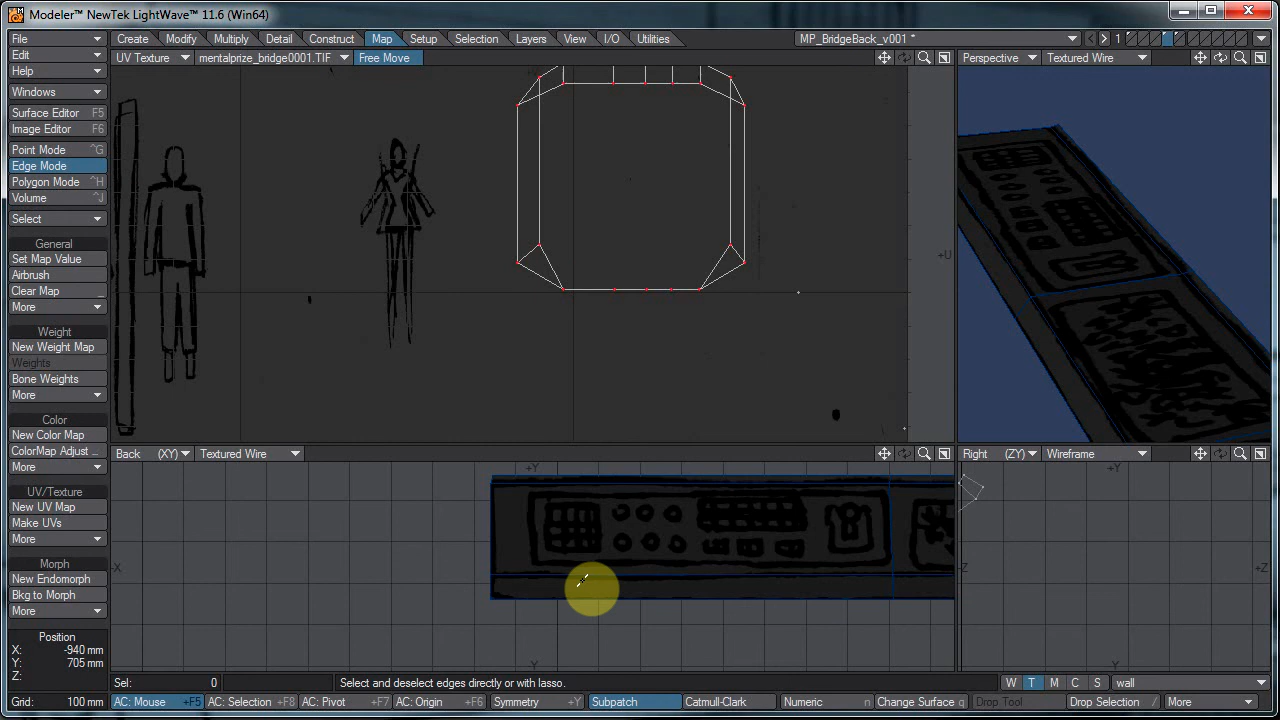 Modeler™ NewTek LightWave™ 11.6 (Win64)
File Create Modify Multiply Detail Construct Map Setup Selection Layers View I/O Utilities MP_BridgeBack_v001 * 1
Edit UV Texture mentalprize_bridge0001.TIF Free Move Perspective Textured Wire
Help
Windows
Surface Editor F5
Image Editor F6
Point Mode ^G
Edge Mode
Polygon Mode ^H
Volume ^J
Select
General
Set Map Value +U
Airbrush
Clear Map _
More
Weight
New Weight Map
Weights
Bone Weights
More
Color
New Color Map
ColorMap Adjust ...
More Back (XY) Textured Wire Right (ZY) Wireframe
+Y +Y
UV/Texture
New UV Map
Make UVs
More
Morph
-X -Z +Z
New Endomorph
Bkg to Morph
More
Position
X: -940 mm
Y: 705 mm
-Y -Y
Z:
Sel: 0 Select and deselect edges directly or with lasso. W T M C S wall
Grid: 100 mm AC: Mouse +F5 AC: Selection +F8 AC: Pivot +F7 AC: Origin +F6 Symmetry +Y Subpatch Catmull-Clark Numeric n Change Surface q Drop Tool / Drop Selection / More